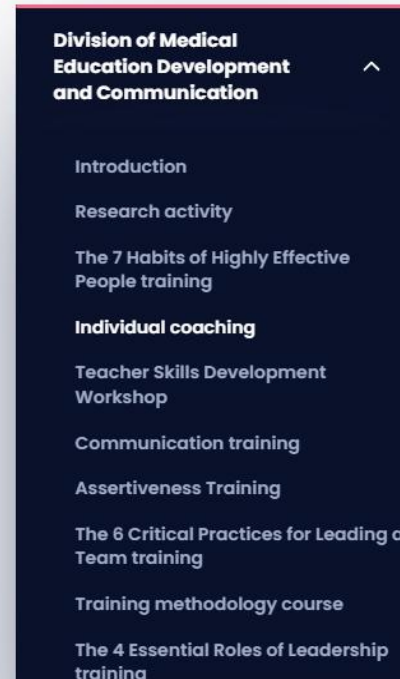 Division of Medical
Education Development
and Communication
Introduction
Research activity
The 7 Habits of Highly Effective
People training
Individual coaching
Teacher Skills Development
Workshop
Communication training
Assertiveness Training
The 6 Critical Practices for Leading a
Team training
Training methodology course
The 4 Essential Roles of Leadership
training